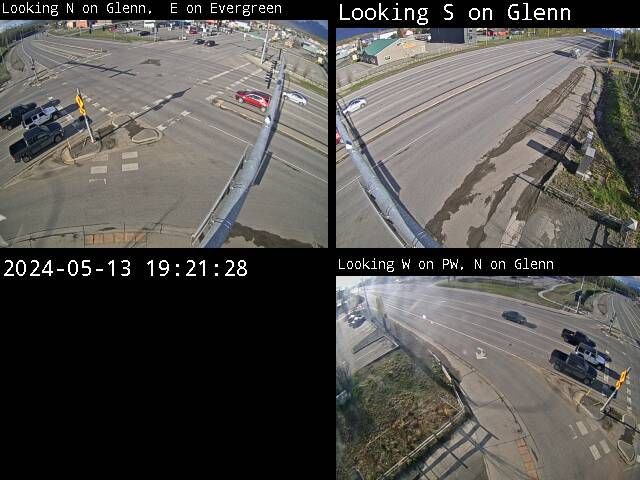 Looking N on Glenn,  E on Evergreen
Looking S on Glenn
2024-05-13 19:21:28
Looking W on PW, N on Glenn